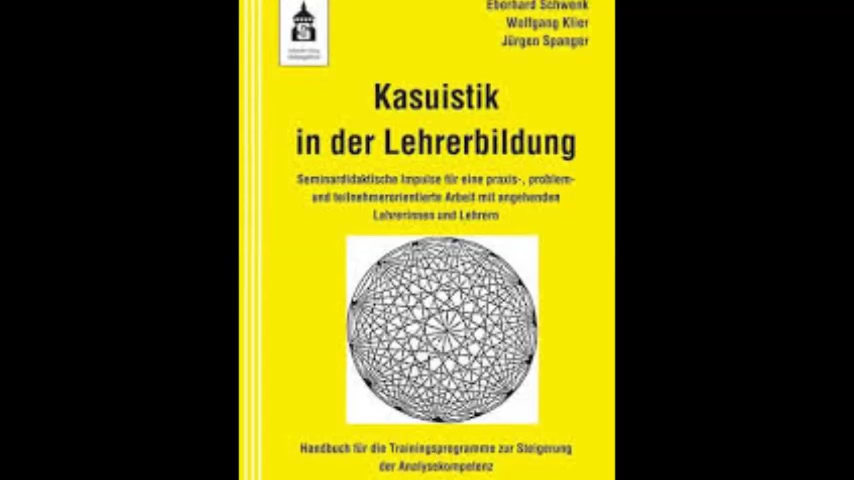 Eberhard Schwenk
Wolfgang Klier
Jürgen Spanger
Kasuistik
in der Lehrerbildung
Seminardidaktische Impulse für eine praxis-, problem-
und teilnehmerorientierte Arbeit mit angehenden
Lehrerinnen und Lehrern
Handbuch für die Trainingsprogramme zur Steigerung
der Analysekompetenz